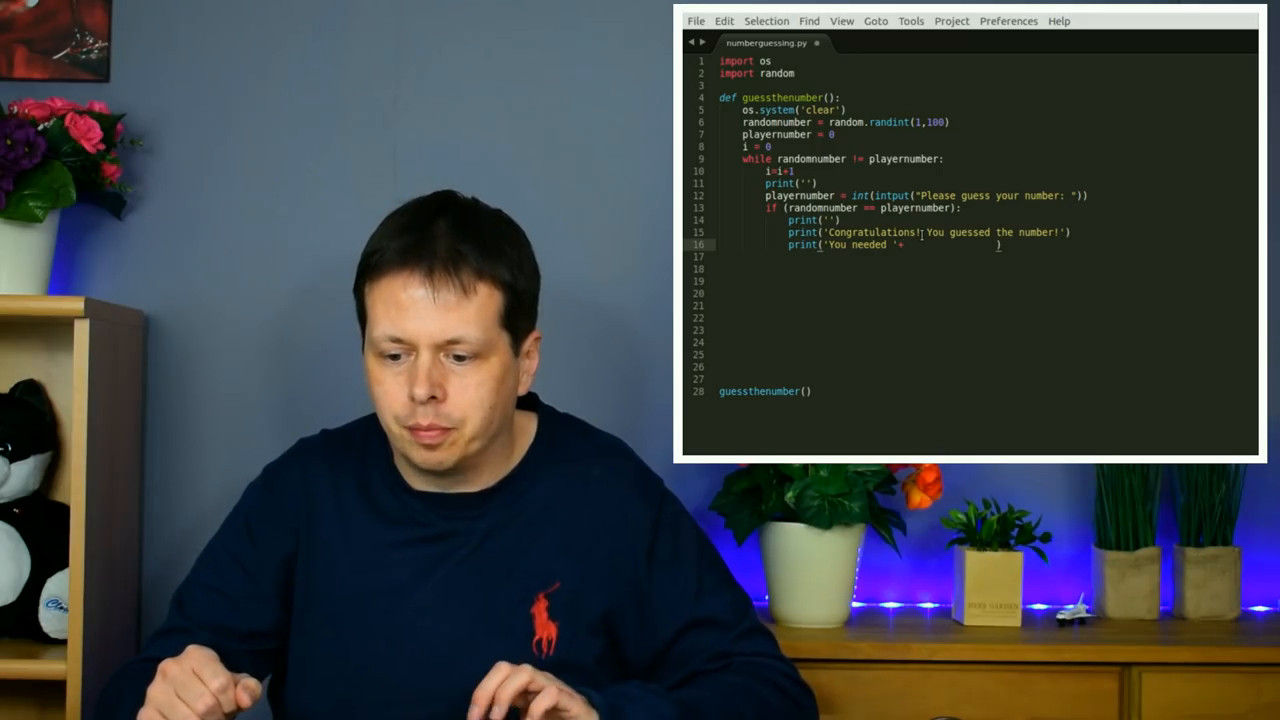 File Edit Selection Find View Goto Tools Project Preferences Help
numberguessing.py
1 import os
2 import random
3
4 def guessthenumber():
5 os.system('clear')
6 randomnumber = random.randint(1,100)
7 playernumber = 0
8 i = 0
9 while randomnumber != playernumber:
10 i=i+1
11 print('')
12 playernumber = int(intput("Please guess your number: "))
13 if (randomnumber == playernumber):
14 print('')
15 print('Congratulations! You guessed the number!')
16 print('You needed '+ )
17
18
19
20
21
22
23
24
25
26
27
28 guessthenumber()
HERB GARDEN